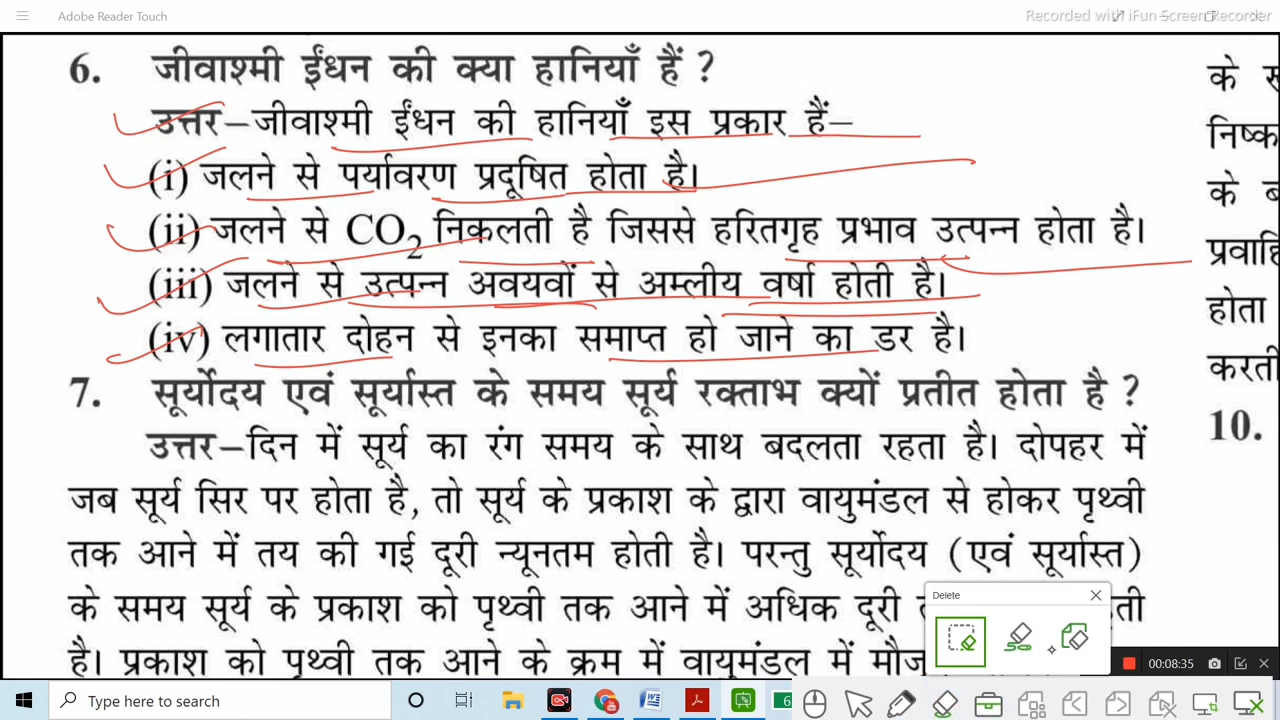 Adobe Reader Touch
Recorded with iFun Screen Recorder
6. जीवाश्मी ईंधन की क्या हानियाँ हैं ?
उत्तर–जीवाश्मी ईंधन की हानियाँ इस प्रकार हैं–
(i) जलने से पर्यावरण प्रदूषित होता है।
(ii) जलने से CO2 निकलती है जिससे हरितगृह प्रभाव उत्पन्न होता है।
(iii) जलने से उत्पन्न अवयवों से अम्लीय वर्षा होती है।
(iv) लगातार दोहन से इनका समाप्त हो जाने का डर है।
7. सूर्योदय एवं सूर्यास्त के समय सूर्य रक्ताभ क्यों प्रतीत होता है ?
उत्तर–दिन में सूर्य का रंग समय के साथ बदलता रहता है। दोपहर में
जब सूर्य सिर पर होता है, तो सूर्य के प्रकाश के द्वारा वायुमंडल से होकर पृथ्वी
तक आने में तय की गई दूरी न्यूनतम होती है। परन्तु सूर्योदय (एवं सूर्यास्त)
के समय सूर्य के प्रकाश को पृथ्वी तक आने में अधिक दूरी
है। प्रकाश को पृथ्वी तक आने के क्रम में वायुमंडल में
के
निष्क
के
प्रवाहि
होता
करती
10.
Delete
00:08:35
Type here to search
6